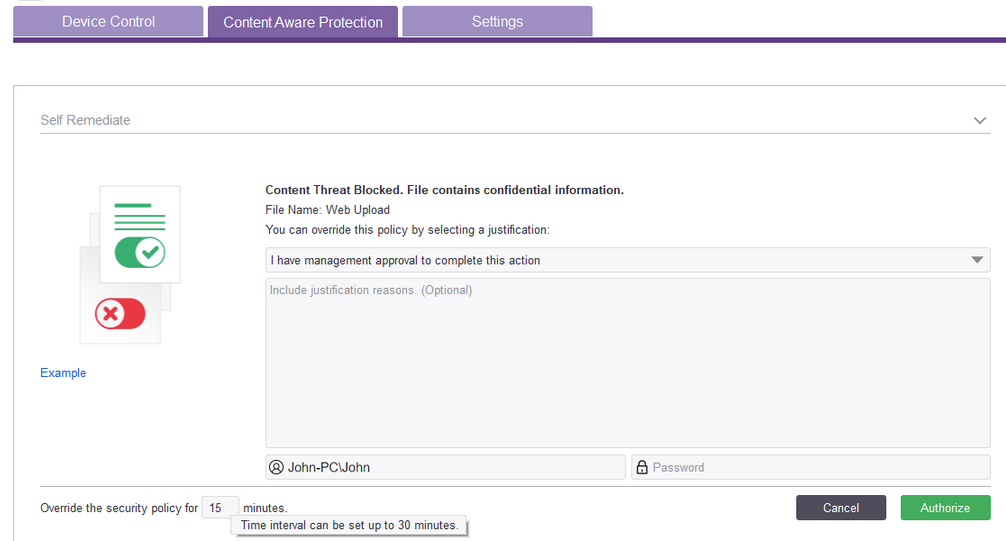 Device Control
Content Aware Protection
Settings
Self Remediate
Content Threat Blocked. File contains confidential information.
File Name: Web Upload
You can override this policy by selecting a justification:
I have management approval to complete this action
Include justification reasons. (Optional)
Example
John-PC\John
Password
Override the security policy for 15 minutes.
Cancel
Authorize
Time interval can be set up to 30 minutes.